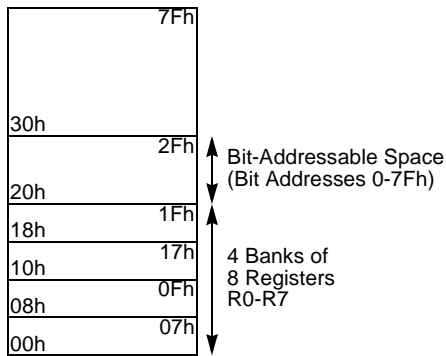 7Fh
30h
2Fh
Bit-Addressable Space
(Bit Addresses 0-7Fh)
20h
1Fh
18h
17h
4 Banks of
8 Registers
R0-R7
10h
0Fh
08h
07h
00h